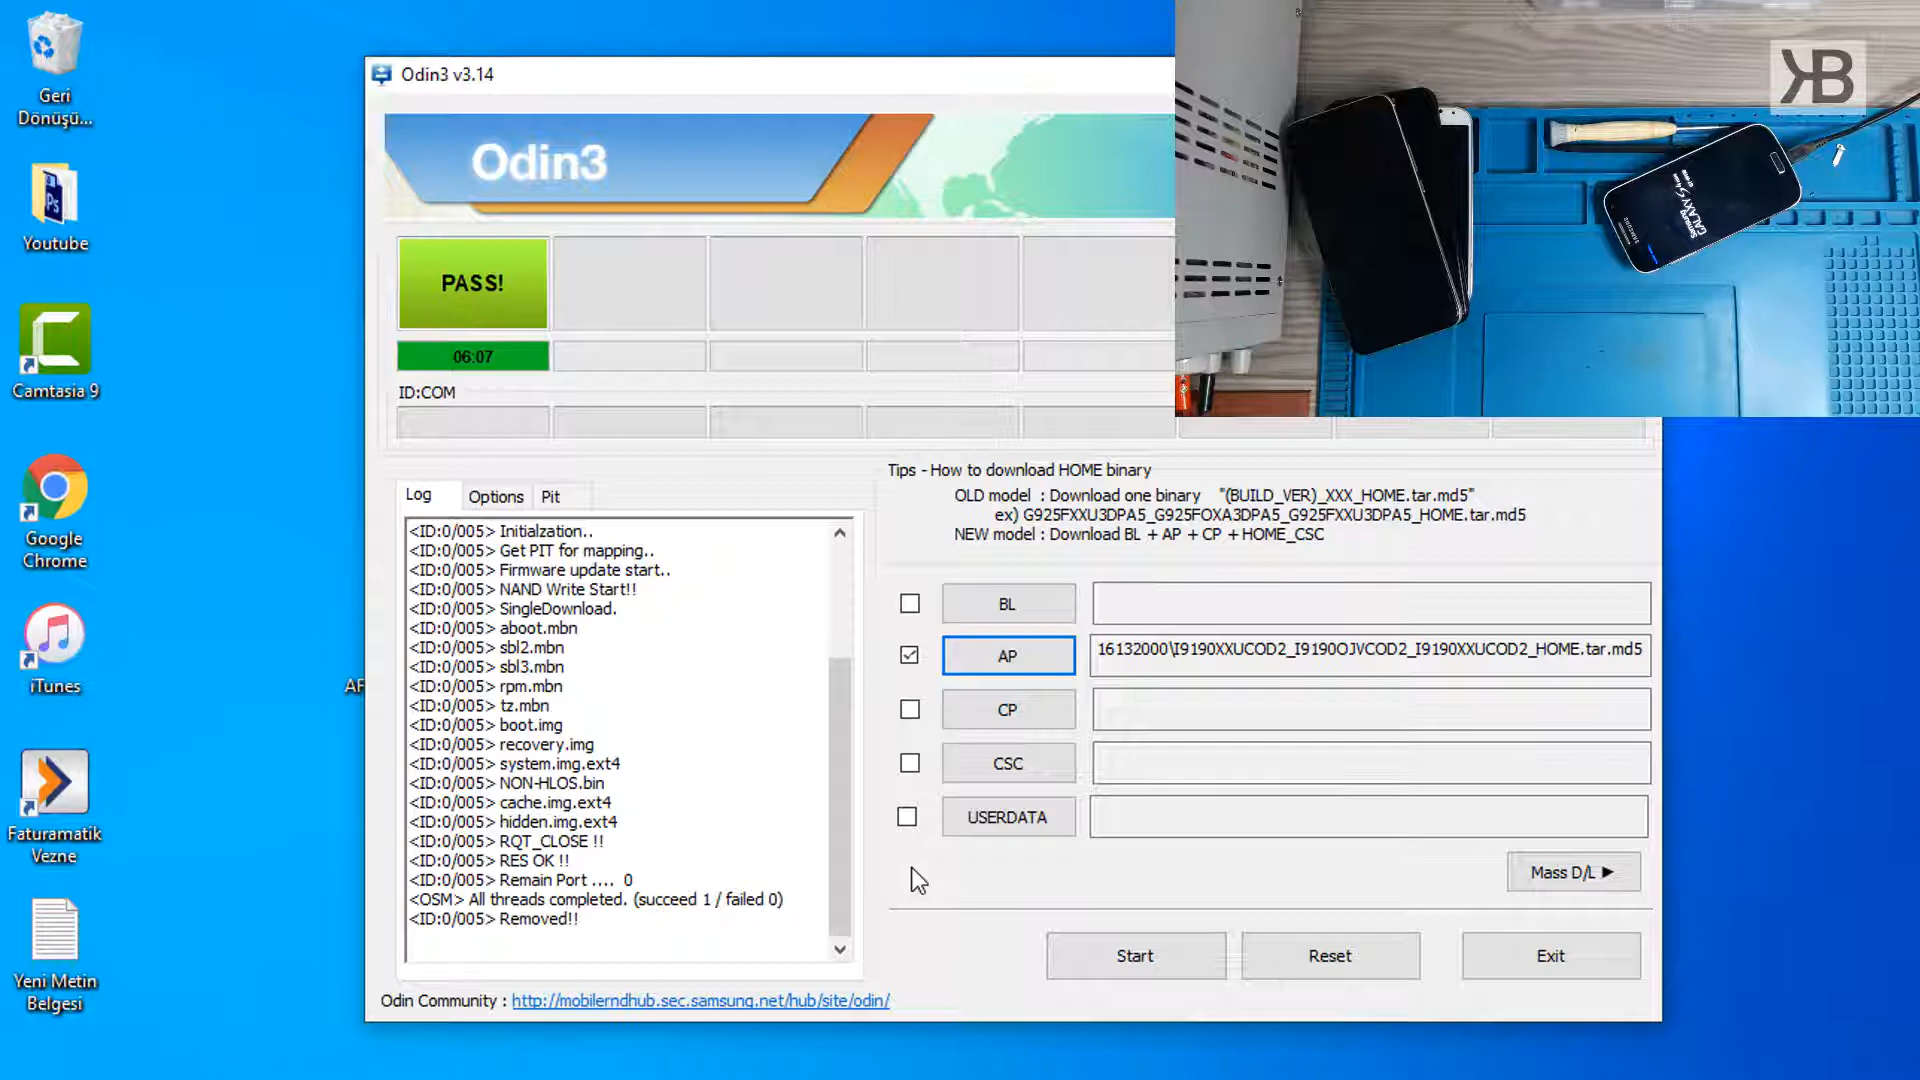 Geri
Dönüşü...
Youtube
Camtasia 9
Google
Chrome
iTunes
Faturamatik
Vezne
Yeni Metin
Belgesi
Odin3 v3.14
Odin3
PASS!
06:07
ID:COM
Log
Options
Pit
<ID:0/005> Initialzation..
<ID:0/005> Get PIT for mapping..
<ID:0/005> Firmware update start..
<ID:0/005> NAND Write Start!!
<ID:0/005> SingleDownload.
<ID:0/005> aboot.mbn
<ID:0/005> sbl2.mbn
<ID:0/005> sbl3.mbn
<ID:0/005> rpm.mbn
<ID:0/005> tz.mbn
<ID:0/005> boot.img
<ID:0/005> recovery.img
<ID:0/005> system.img.ext4
<ID:0/005> NON-HLOS.bin
<ID:0/005> cache.img.ext4
<ID:0/005> hidden.img.ext4
<ID:0/005> RQT_CLOSE !!
<ID:0/005> RES OK !!
<ID:0/005> Remain Port .... 0
<OSM> All threads completed. (succeed 1 / failed 0)
<ID:0/005> Removed!!
Tips - How to download HOME binary
OLD model : Download one binary "(BUILD_VER)_XXX_HOME.tar.md5"
ex) G925FXXU3DPA5_G925FOXA3DPA5_G925FXXU3DPA5_HOME.tar.md5
NEW model : Download BL + AP + CP + HOME_CSC
BL
AP
16132000\I9190XXUCOD2_I9190OJVCOD2_I9190XXUCOD2_HOME.tar.md5
CP
CSC
USERDATA
Mass D/L
Start
Reset
Exit
Odin Community : http://mobilerndhub.sec.samsung.net/hub/site/odin/
AF
KB
Samsung
GALAXY S4 mini
SAMSUNG